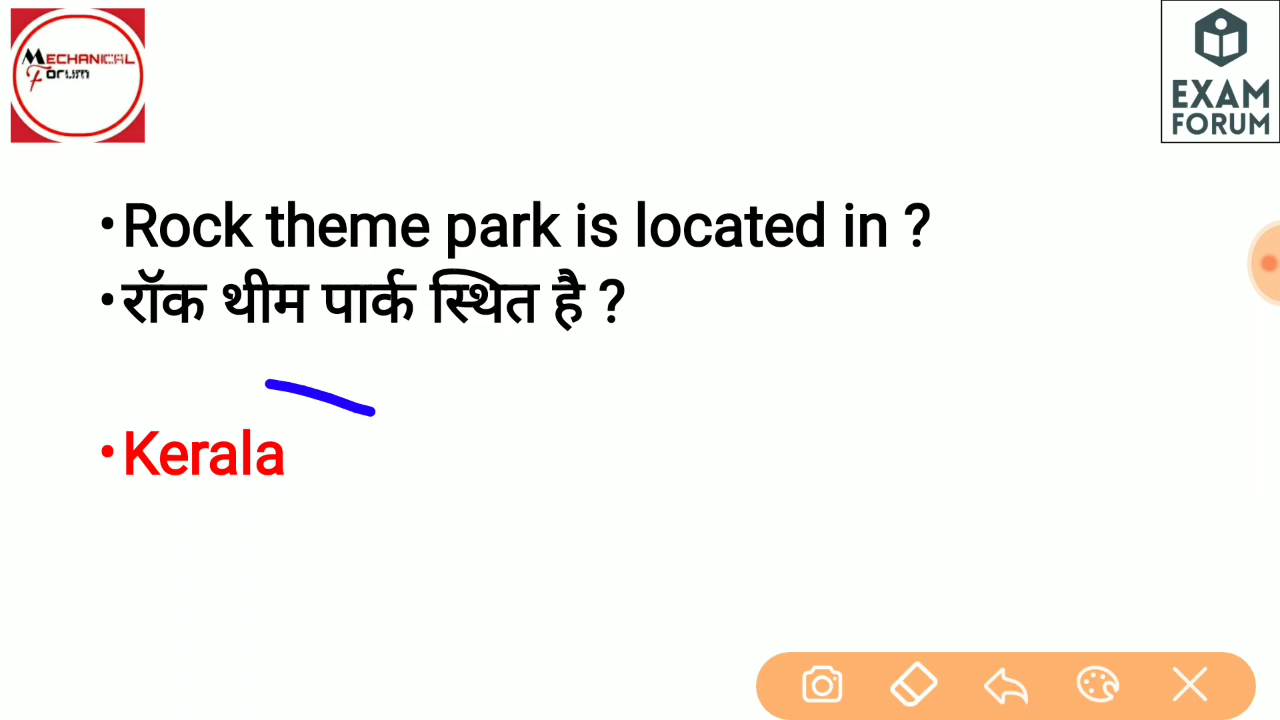 MECHANICAL
Forum
EXAM
FORUM
•Rock theme park is located in ?
•रॉक थीम पार्क स्थित है ?
•Kerala